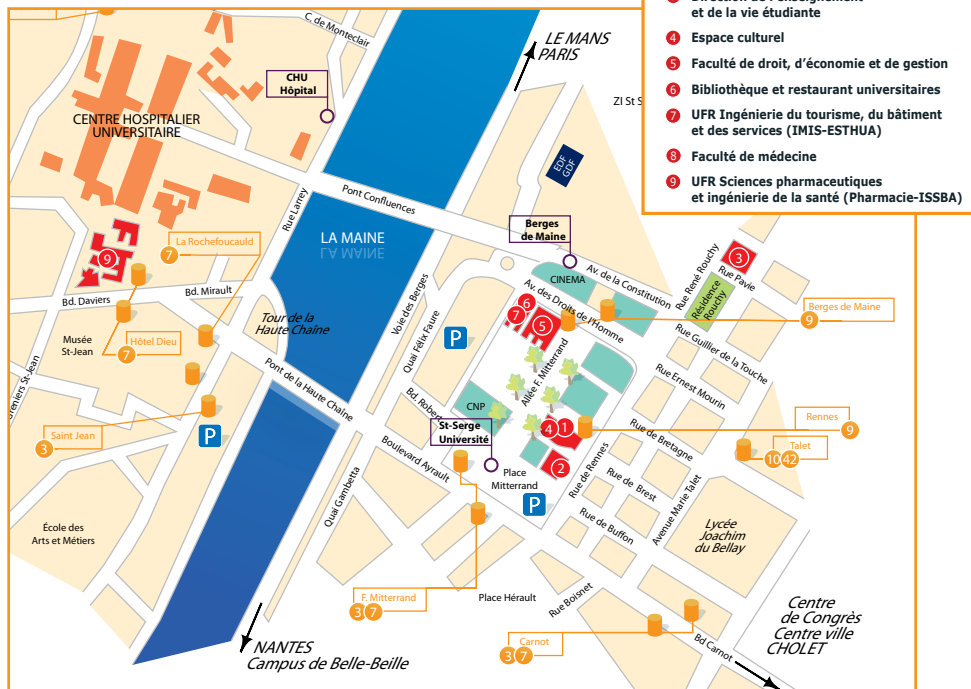 et de la vie étudiante
4 Espace culturel
5 Faculté de droit, d'économie et de gestion
6 Bibliothèque et restaurant universitaires
7 UFR Ingénierie du tourisme, du bâtiment
et des services (IMIS-ESTHUA)
8 Faculté de médecine
9 UFR Sciences pharmaceutiques
et ingénierie de la santé (Pharmacie-ISSBA)
C. de Monteclair
LE MANS
PARIS
CHU
Hôpital
ZI St S
CENTRE HOSPITALIER
UNIVERSITAIRE
EDF
GDF
Rue Larrey
Pont Confluences
LA MAINE
Berges
de Maine
La Rochefoucauld
7
9
3
Rue René Rouchy
Rue Pavie
Résidence
Rouchy
CINEMA
Av. de la Constitution
Av. des Droits de l'Homme
Berges de Maine
9
Bd. Daviers
Bd. Mirault
Voie des Berges
Quai Félix Faure
P
6
7
5
Tour de la
Haute Chaîne
Musée
St-Jean
Hôtel Dieu
7
Rue Guillier de la Touche
Pont de la Haute Chaîne
Allée F. Mitterrand
Rue Ernest Mourin
reniers St-Jean
Bd. Robert
CNP
St-Serge
Université
4
1
Rennes
9
Saint Jean
3
P
Boulevard Ayrault
Rue de Bretagne
Talet
10 42
2
Place
Mitterrand
Rue de Rennes
Rue de Brest
Avenue Marie Talet
Quai Gambetta
P
Rue de Buffon
Lycée
Joachim
du Bellay
École des
Arts et Métiers
F. Mitterrand
3 7
Place Hérault
Rue Boisnet
Centre
de Congrès
Centre ville
CHOLET
Carnot
3 7
Bd Carnot
NANTES
Campus de Belle-Beille